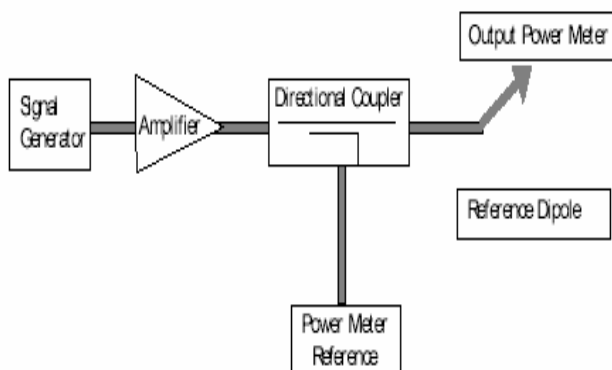 Output Power Meter
Signal
Generator
Amplifier
Directional Coupler
Reference Dipole
Power Meter
Reference